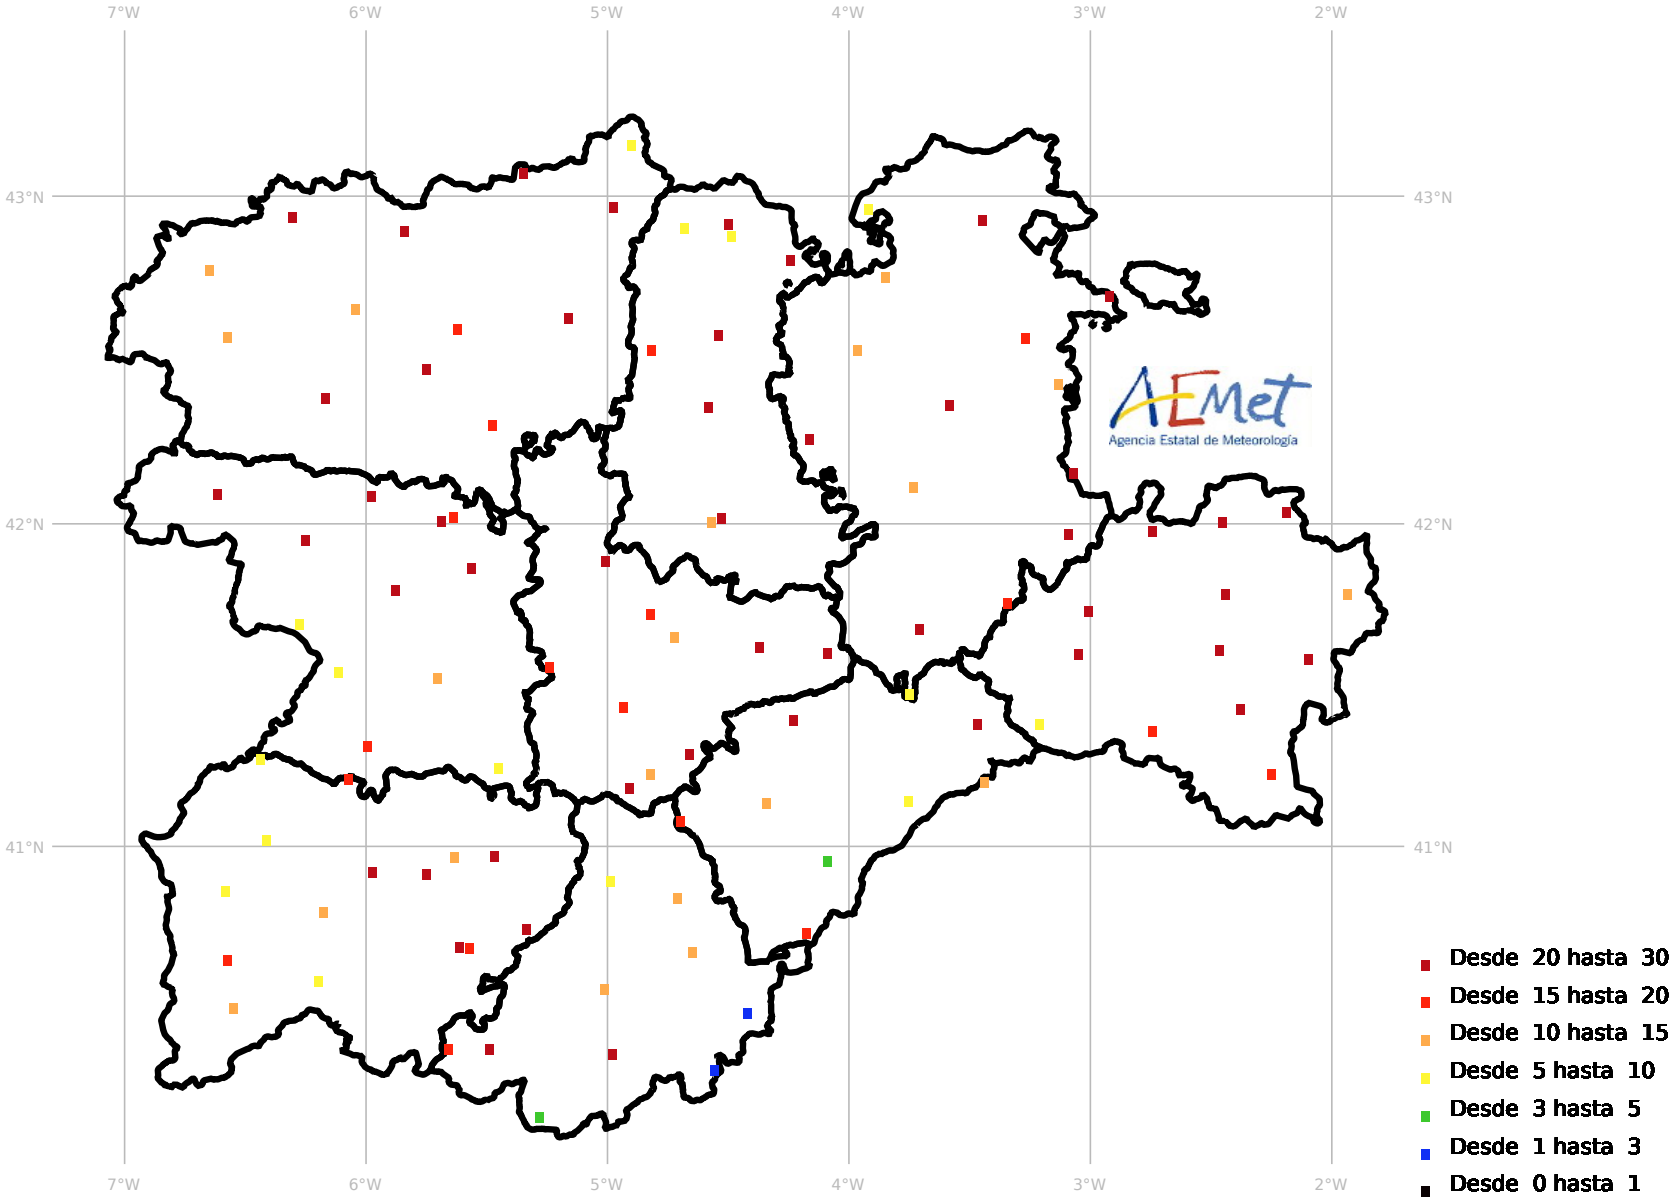 7°W 6°W 5°W 4°W 3°W 2°W
43°N 43°N
AEMet
Agencia Estatal de Meteorología
42°N 42°N
41°N 41°N
Desde 20 hasta 30
Desde 15 hasta 20
Desde 10 hasta 15
Desde 5 hasta 10
Desde 3 hasta 5
Desde 1 hasta 3
Desde 0 hasta 1
7°W 6°W 5°W 4°W 3°W 2°W